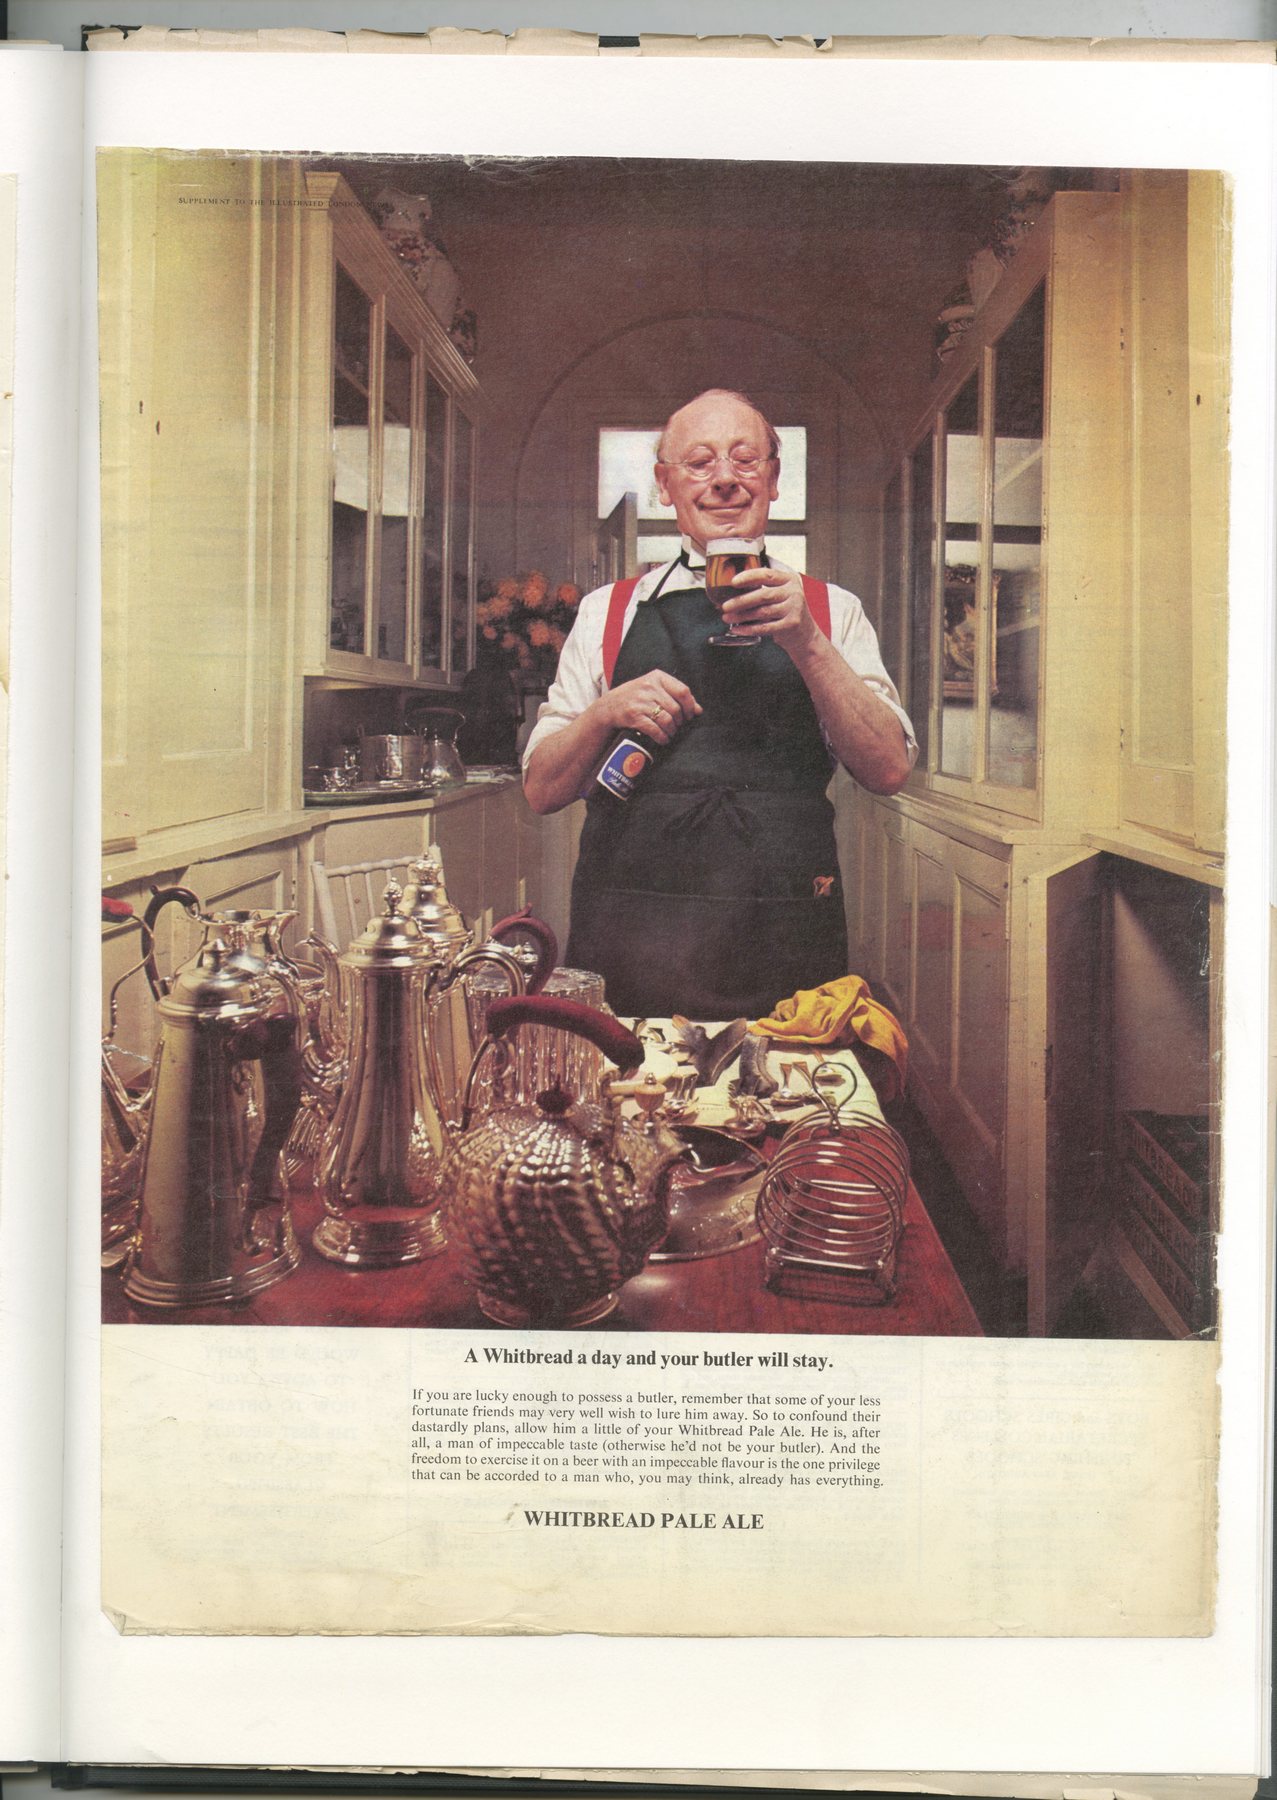 SUPPLEMENT TO THE ILLUSTRATED LONDON NEWS
WHITBREAD
A Whitbread a day and your butler will stay.
If you are lucky enough to possess a butler, remember that some of your less
fortunate friends may very well wish to lure him away. So to confound their
dastardly plans, allow him a little of your Whitbread Pale Ale. He is, after
all, a man of impeccable taste (otherwise he'd not be your butler). And the
freedom to exercise it on a beer with an impeccable flavour is the one privilege
that can be accorded to a man who, you may think, already has everything.
WHITBREAD PALE ALE